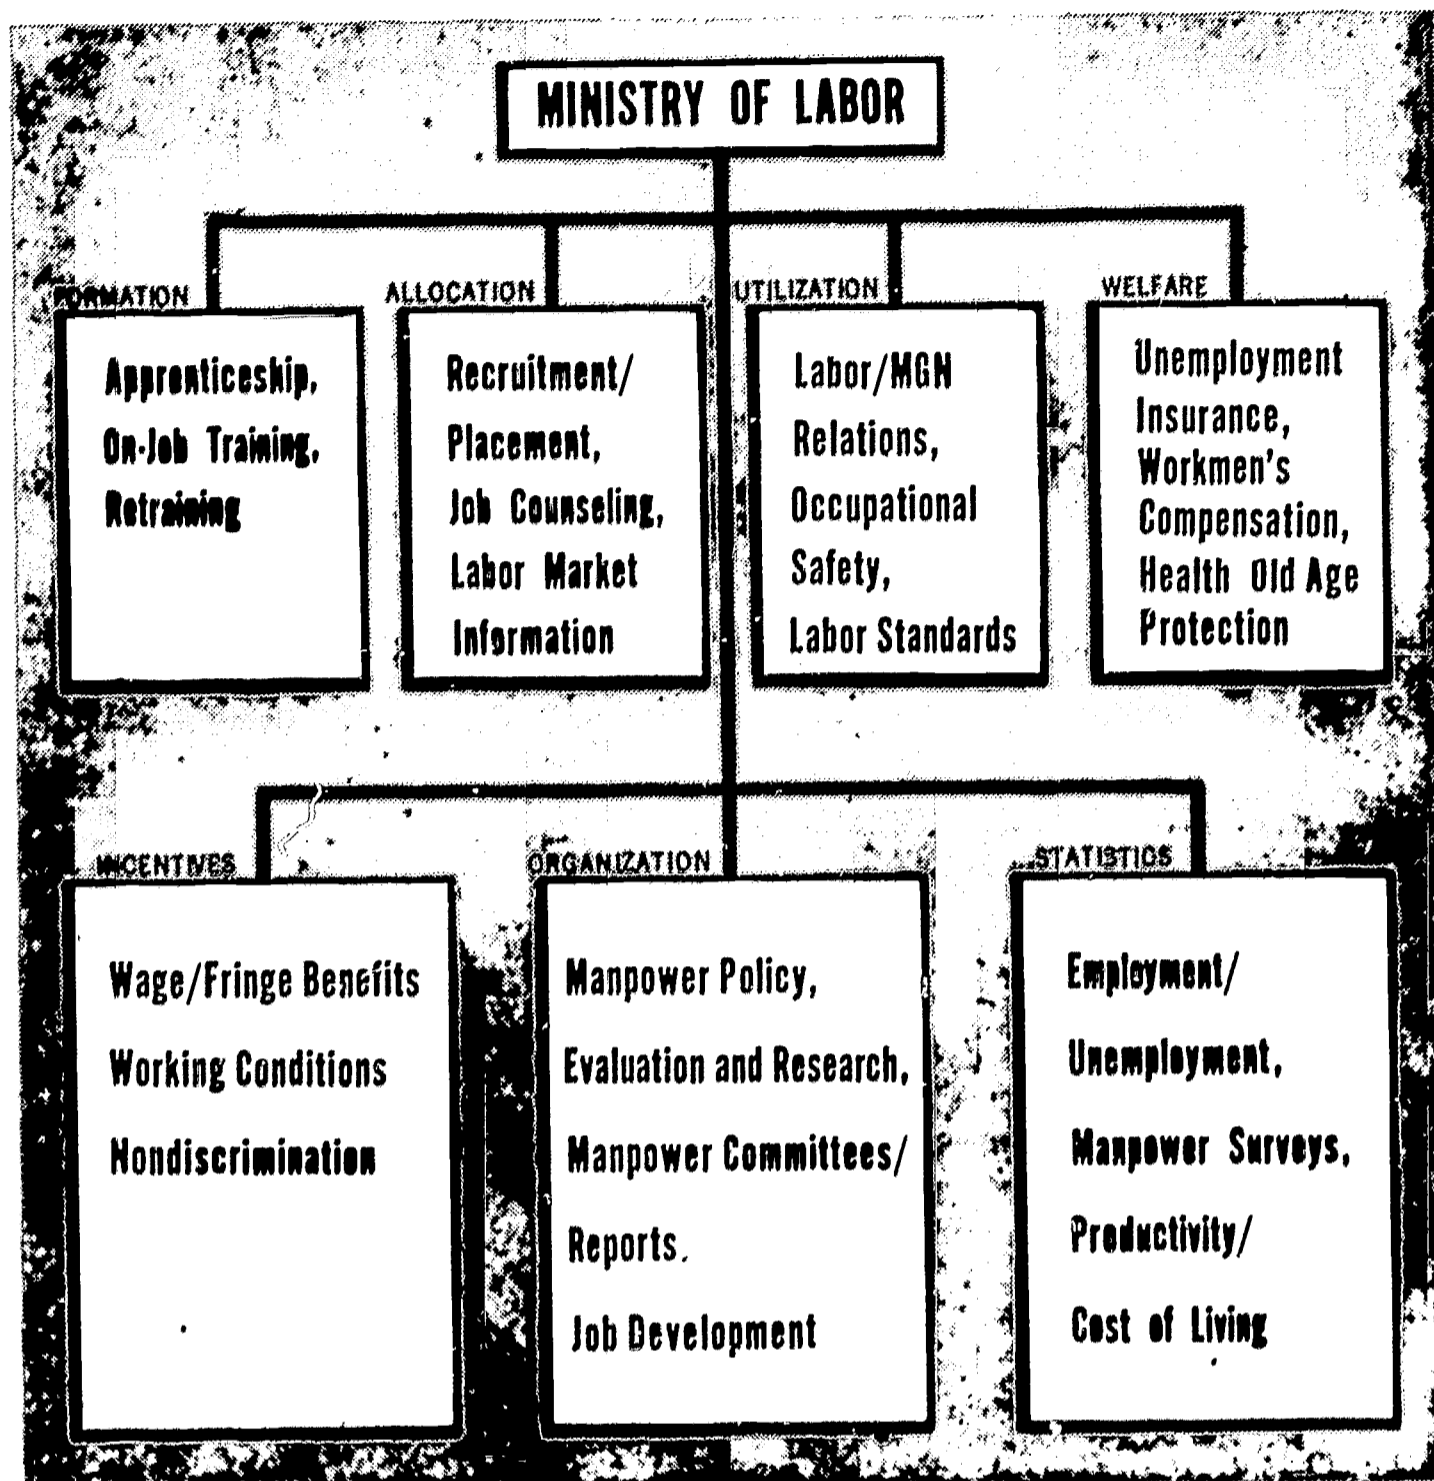 MINISTRY OF LABOR
FORMATION
Apprenticeship,
On-Job Training,
Retraining
ALLOCATION
Recruitment/
Placement,
Job Counseling,
Labor Market
Information
UTILIZATION
Labor/MGN
Relations,
Occupational
Safety,
Labor Standards
WELFARE
Unemployment
Insurance,
Workmen's
Compensation,
Health Old Age
Protection
INCENTIVES
Wage/Fringe Benefits
Working Conditions
Nondiscrimination
ORGANIZATION
Manpower Policy,
Evaluation and Research,
Manpower Committees/
Reports.
Job Development
STATISTICS
Employment/
Unemployment,
Manpower Surveys,
Productivity/
Cost of Living